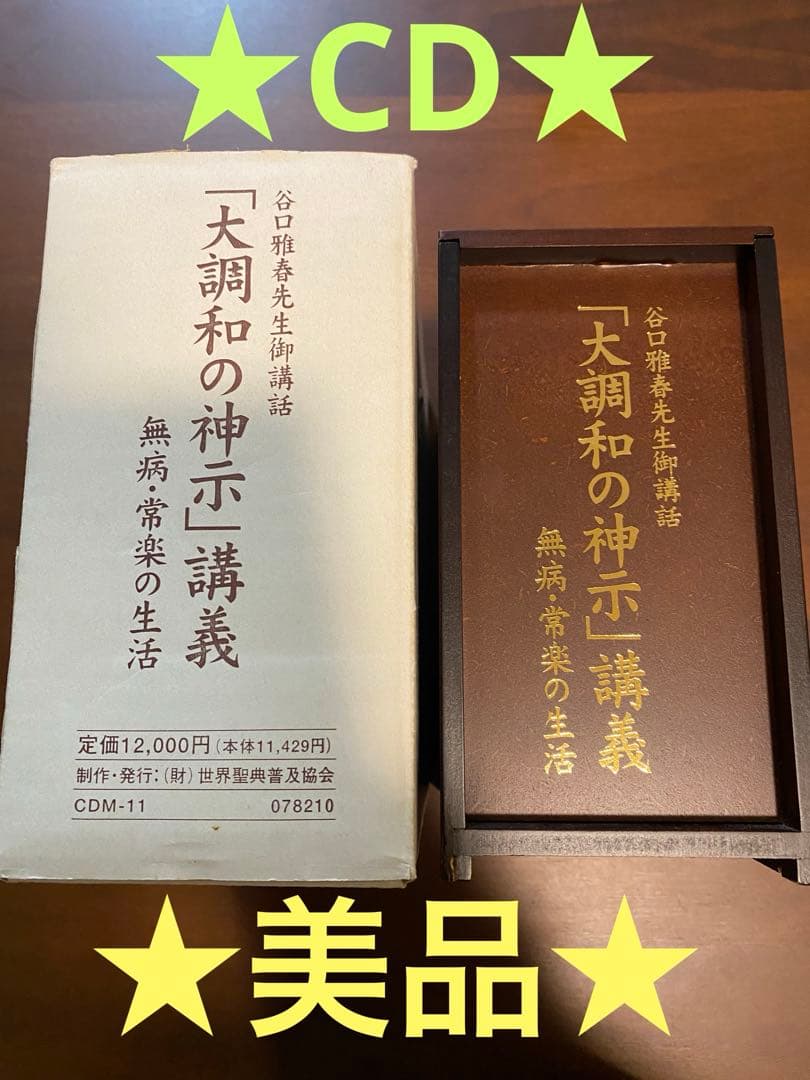 ★CD★
谷口雅春先生御講話
「大調和の神示」講義
無病・常楽の生活
定価12,000円(本体11,429円)
制作・発行:(財)世界聖典普及協会
CDM-11 078210
谷口雅春先生御講話
「大調和の神示」講義
無病・常楽の生活
★美品★